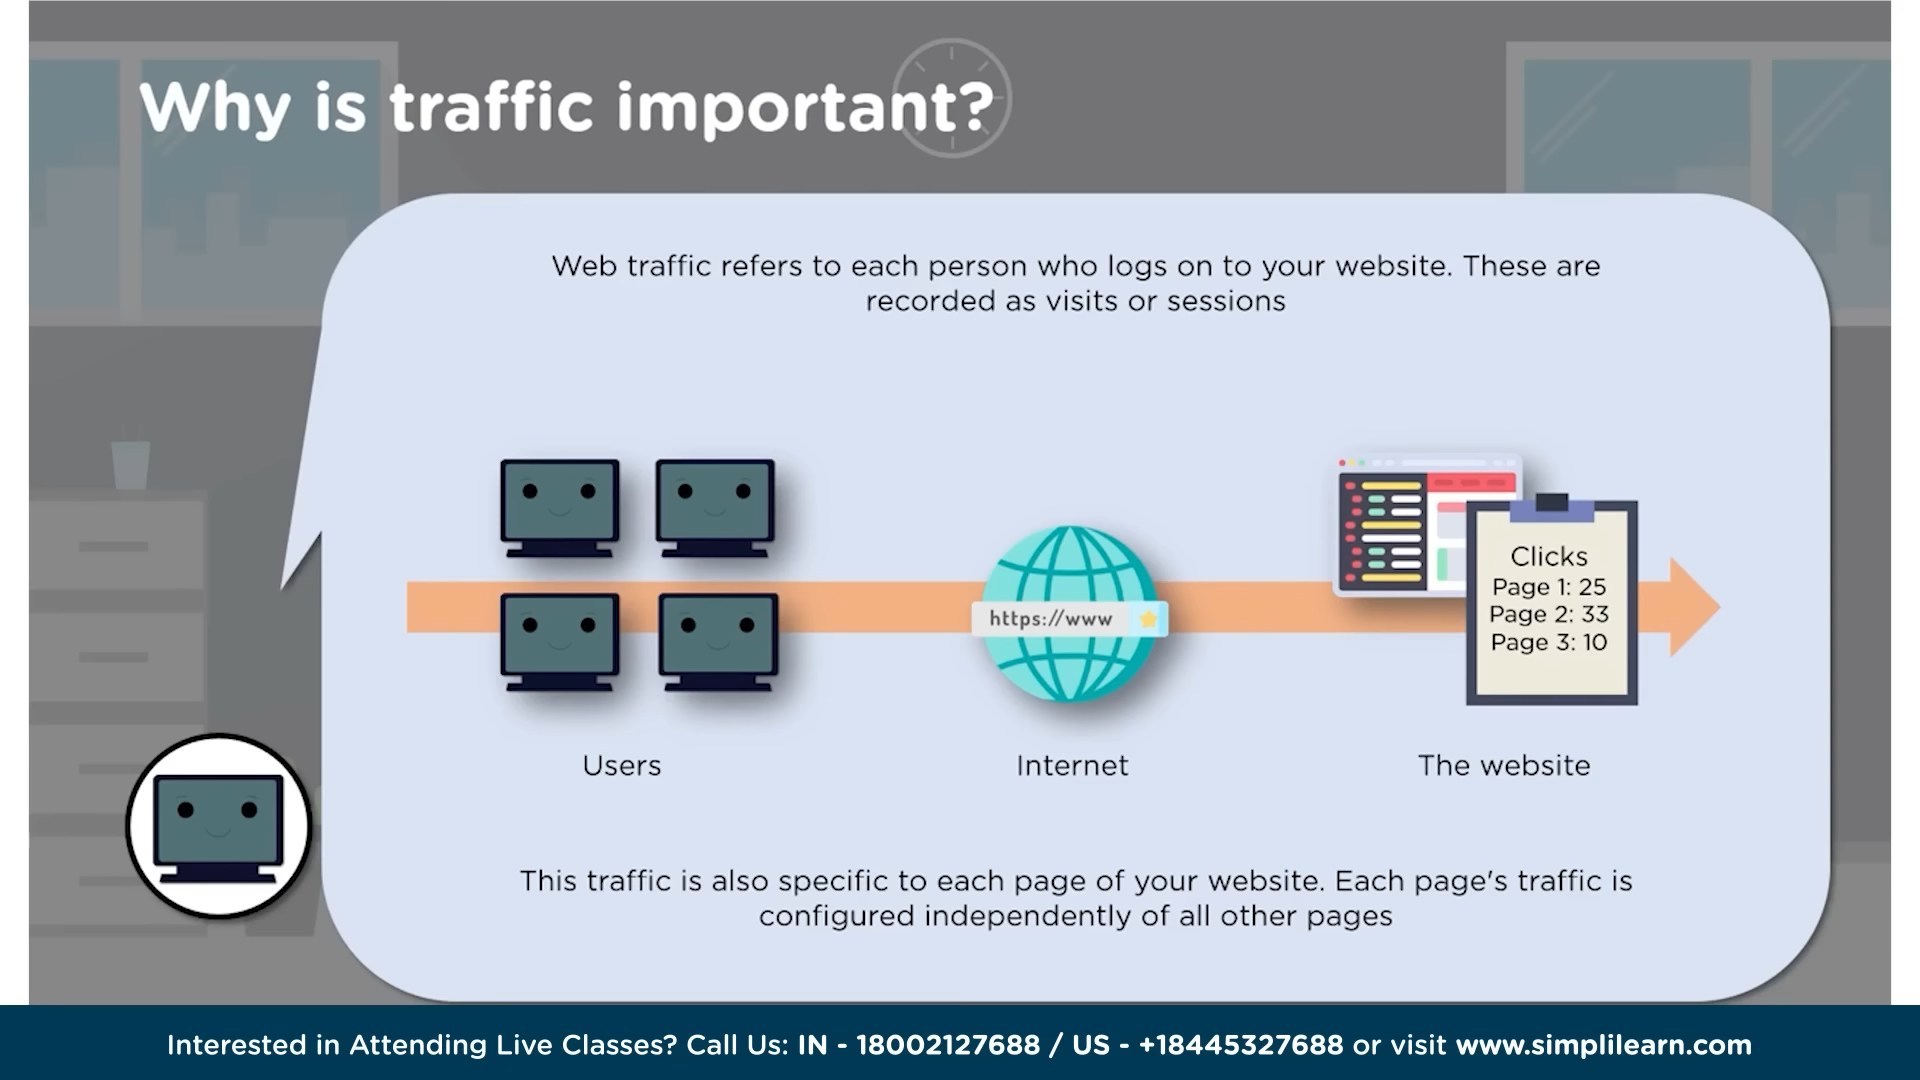 Why is traffic important?
Web traffic refers to each person who logs on to your website. These are
recorded as visits or sessions
https://www
Clicks
Page 1: 25
Page 2: 33
Page 3: 10
Users
Internet
The website
This traffic is also specific to each page of your website. Each page's traffic is
configured independently of all other pages
Interested in Attending Live Classes? Call Us: IN - 18002127688 / US - +18445327688 or visit www.simplilearn.com